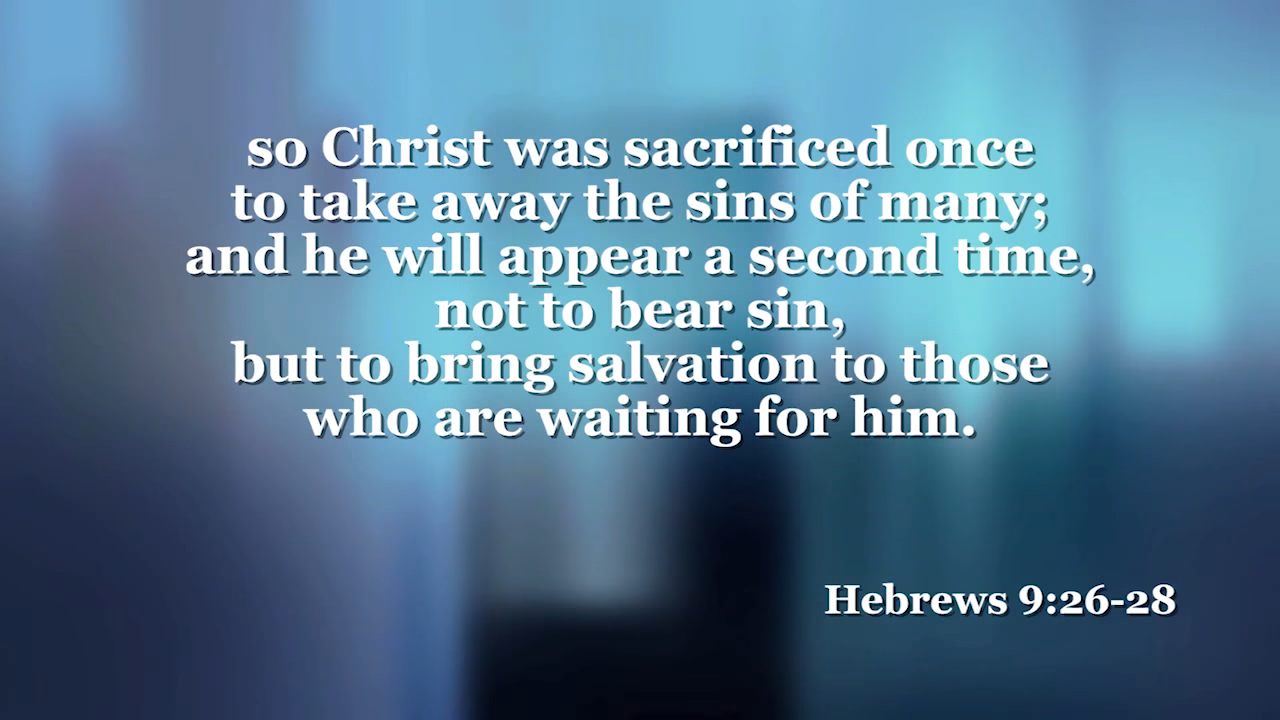 so Christ was sacrificed once
to take away the sins of many;
and he will appear a second time,
not to bear sin,
but to bring salvation to those
who are waiting for him.
Hebrews 9:26-28